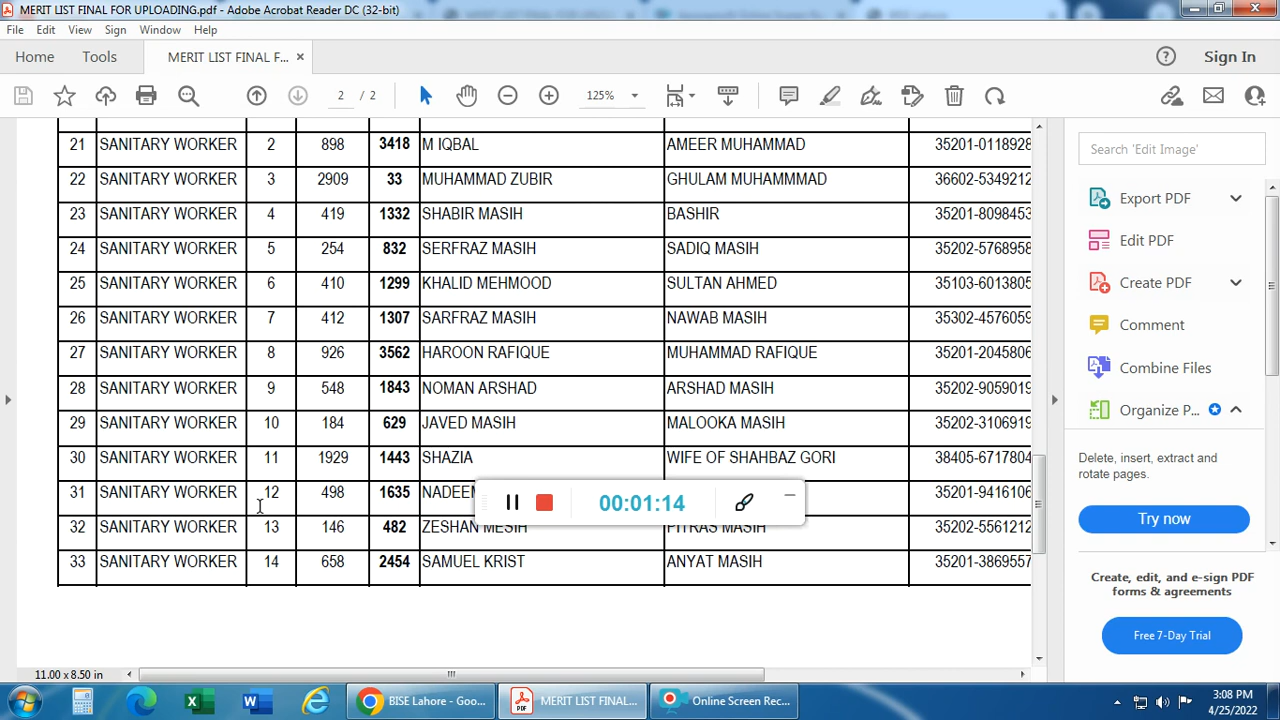 MERIT LIST FINAL FOR UPLOADING.pdf - Adobe Acrobat Reader DC (32-bit)
File Edit View Sign Window Help
Home Tools MERIT LIST FINAL F... × Sign In
2 / 2 125%
21 SANITARY WORKER 2 898 3418 M IQBAL AMEER MUHAMMAD 35201-0118928
22 SANITARY WORKER 3 2909 33 MUHAMMAD ZUBIR GHULAM MUHAMMMAD 36602-5349212
23 SANITARY WORKER 4 419 1332 SHABIR MASIH BASHIR 35201-8098453
24 SANITARY WORKER 5 254 832 SERFRAZ MASIH SADIQ MASIH 35202-5768958
25 SANITARY WORKER 6 410 1299 KHALID MEHMOOD SULTAN AHMED 35103-6013805
26 SANITARY WORKER 7 412 1307 SARFRAZ MASIH NAWAB MASIH 35302-4576059
27 SANITARY WORKER 8 926 3562 HAROON RAFIQUE MUHAMMAD RAFIQUE 35201-2045806
28 SANITARY WORKER 9 548 1843 NOMAN ARSHAD ARSHAD MASIH 35202-9059019
29 SANITARY WORKER 10 184 629 JAVED MASIH MALOOKA MASIH 35202-3106919
30 SANITARY WORKER 11 1929 1443 SHAZIA WIFE OF SHAHBAZ GORI 38405-6717804
31 SANITARY WORKER 12 498 1635 35201-9416106
32 SANITARY WORKER 13 146 482 ZESHAN MESIH MASIH 35202-5561212
33 SANITARY WORKER 14 658 2454 SAMUEL KRIST ANYAT MASIH 35201-3869557
00:01:14
11.00 x 8.50 in
Search 'Edit Image'
Export PDF
Edit PDF
Create PDF
Comment
Combine Files
Organize P...
Delete, insert, extract and
rotate pages.
Try now
Create, edit, and e-sign PDF
forms & agreements
Free 7-Day Trial
BISE Lahore - Goo... MERIT LIST FINAL... Online Screen Rec...
3:08 PM
4/25/2022